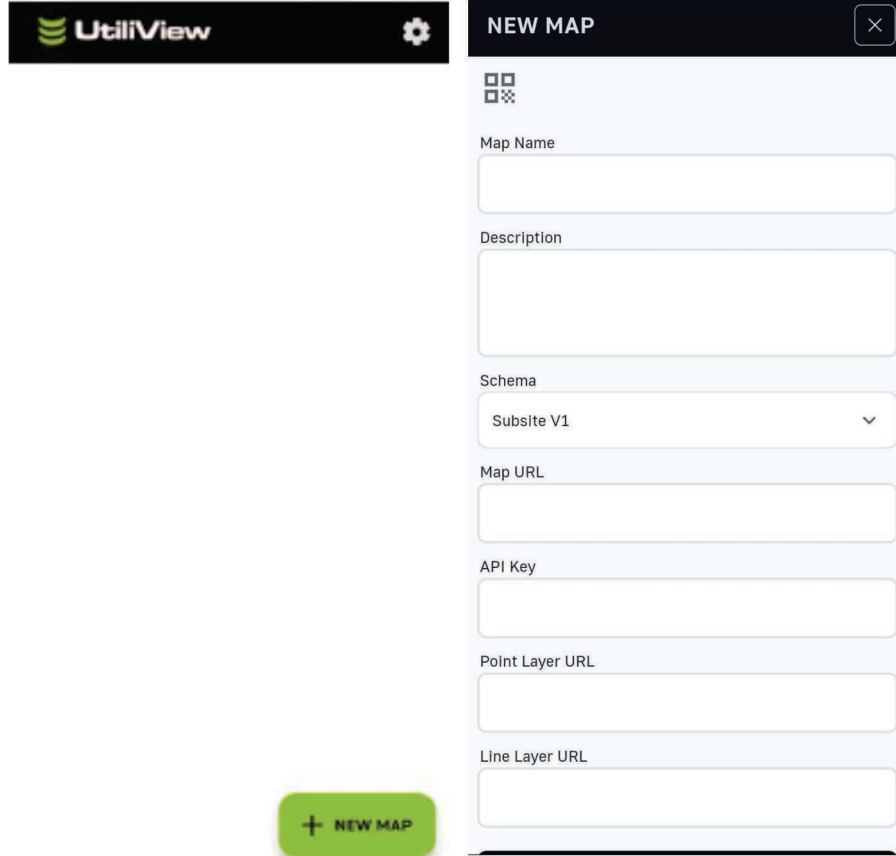 UtiliView
+ NEW MAP
NEW MAP
Map Name
Description
Schema
Subsite V1
Map URL
API Key
Point Layer URL
Line Layer URL